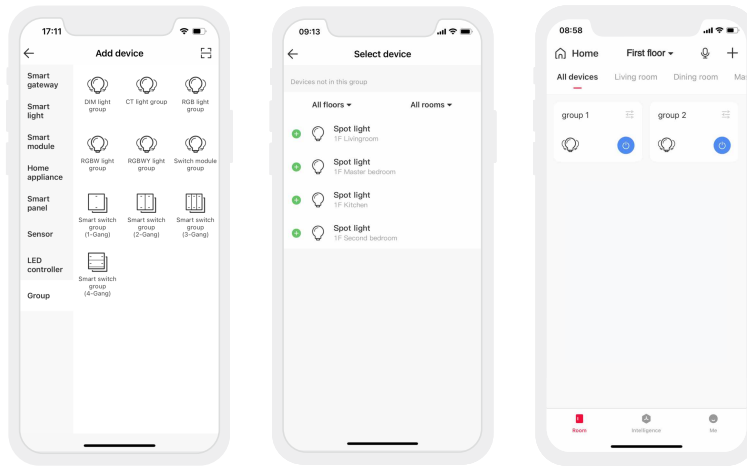 17:11
Add device
Smart
gateway
Smart
light
Smart
module
Home
appliance
Smart
panel
Sensor
LED
controller
Group
DIM light
group
CT light group
RGB light
group
RGBW light
group
RGBWY light
group
Switch module
group
Smart switch
group
(1-Gang)
Smart switch
group
(2-Gang)
Smart switch
group
(3-Gang)
Smart switch
group
(4-Gang)
09:13
Select device
Devices not in this group
All floors
All rooms
Spot light
1F Livingroom
Spot light
1F Master bedroom
Spot light
1F Kitchen
Spot light
1F Second bedroom
08:58
Home
First floor
All devices
Living room
Dining room
Ma
group 1
group 2
Room
Intelligence
Me